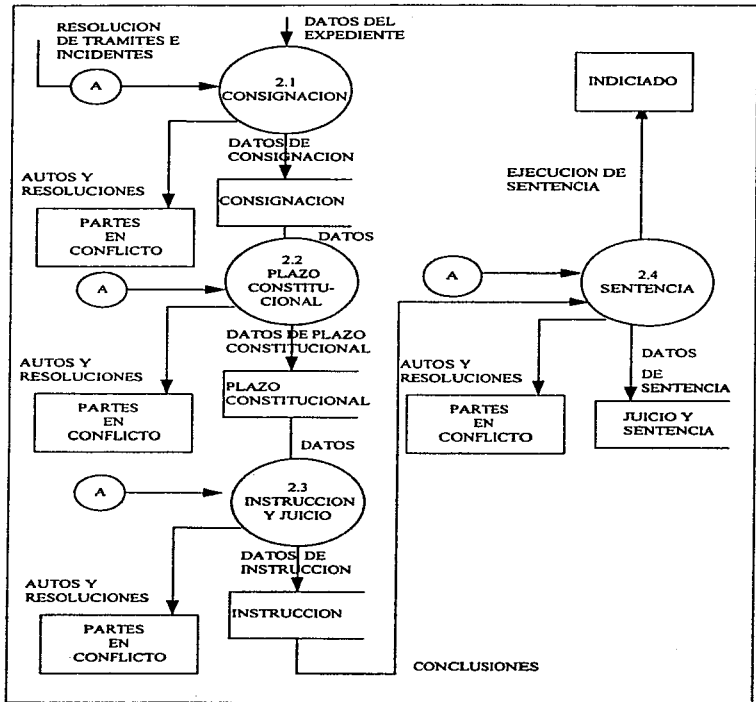 RESOLUCION
DE TRAMITES E
INCIDENTES
DATOS DEL
EXPEDIENTE
A
2.1
CONSIGNACION
DATOS DE
CONSIGNACION
AUTOS Y
RESOLUCIONES
PARTES
EN
CONFLICTO
CONSIGNACION
DATOS
A
2.2
PLAZO
CONSTITU-
CIONAL
DATOS DE PLAZO
CONSTITUCIONAL
AUTOS Y
RESOLUCIONES
PARTES
EN
CONFLICTO
PLAZO
CONSTITUCIONAL
DATOS
A
2.3
INSTRUCCION
Y JUICIO
DATOS DE
INSTRUCCION
AUTOS Y
RESOLUCIONES
PARTES
EN
CONFLICTO
INSTRUCCION
CONCLUSIONES
INDICIADO
EJECUCION DE
SENTENCIA
A
2.4
SENTENCIA
AUTOS Y
RESOLUCIONES
DATOS
DE
SENTENCIA
PARTES
EN
CONFLICTO
JUICIO Y
SENTENCIA